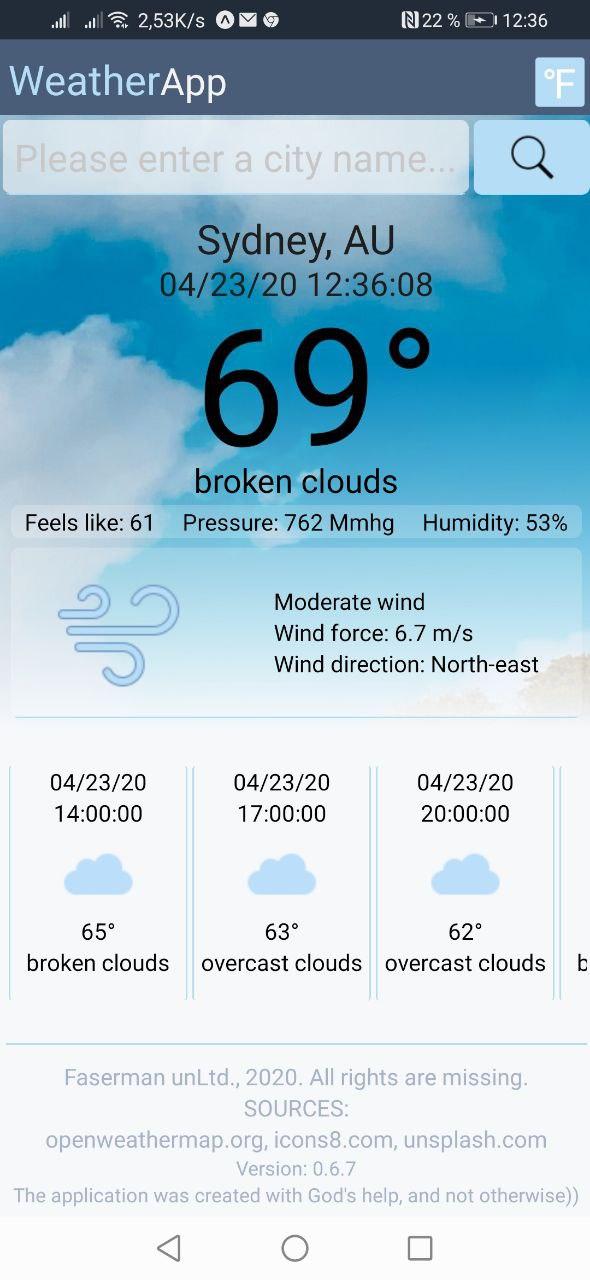 2,53K/s 22 % 12:36
WeatherApp °F
Please enter a city name...
Sydney, AU
04/23/20 12:36:08
69°
broken clouds
Feels like: 61 Pressure: 762 Mmhg Humidity: 53%
Moderate wind
Wind force: 6.7 m/s
Wind direction: North-east
04/23/20 04/23/20 04/23/20
14:00:00 17:00:00 20:00:00
65° 63° 62°
broken clouds overcast clouds overcast clouds b
Faserman unLtd., 2020. All rights are missing.
SOURCES:
openweathermap.org, icons8.com, unsplash.com
Version: 0.6.7
The application was created with God's help, and not otherwise))